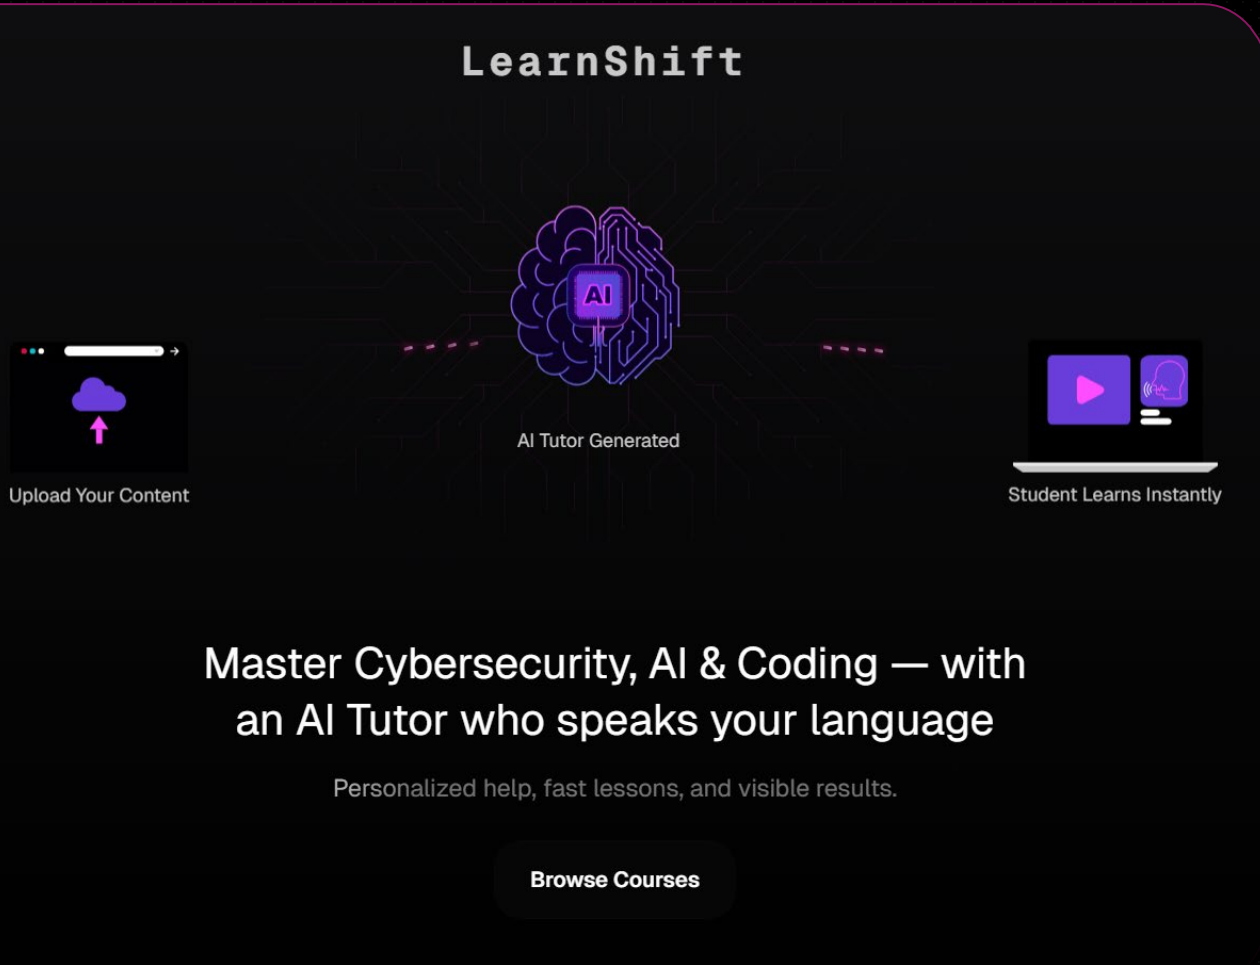 LearnShift
AI
AI Tutor Generated
Upload Your Content
Student Learns Instantly
Master Cybersecurity, AI & Coding — with
an AI Tutor who speaks your language
Personalized help, fast lessons, and visible results.
Browse Courses